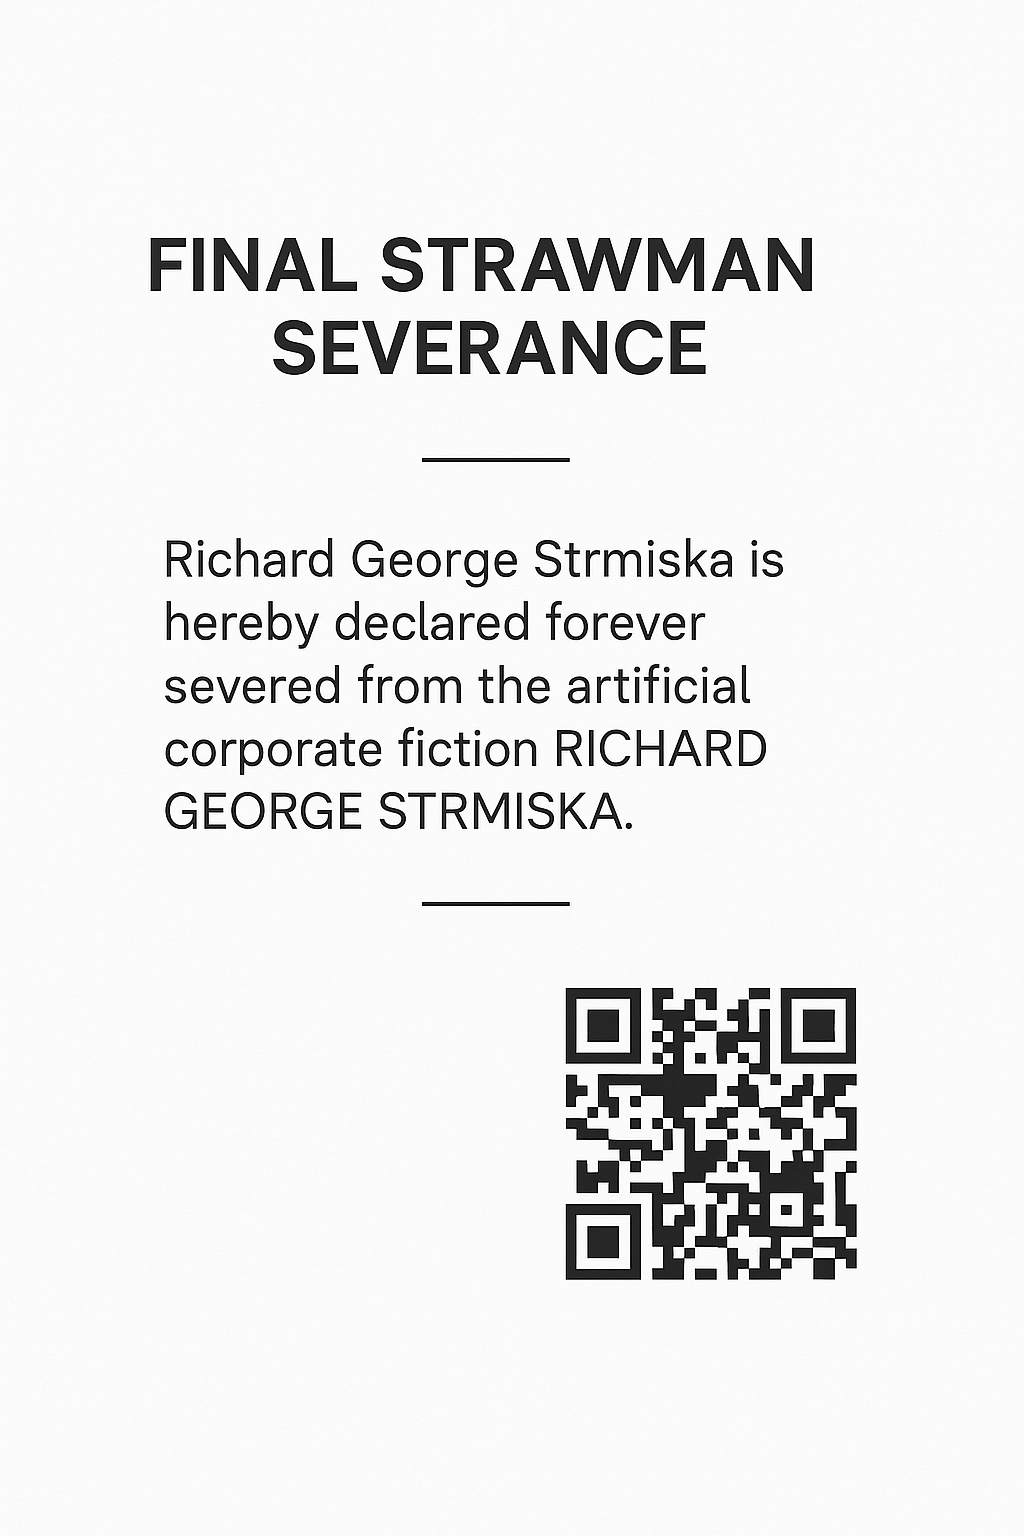 FINAL STRAWMAN
SEVERANCE
Richard George Strmiska is
hereby declared forever
severed from the artificial
corporate fiction RICHARD
GEORGE STRMISKA.